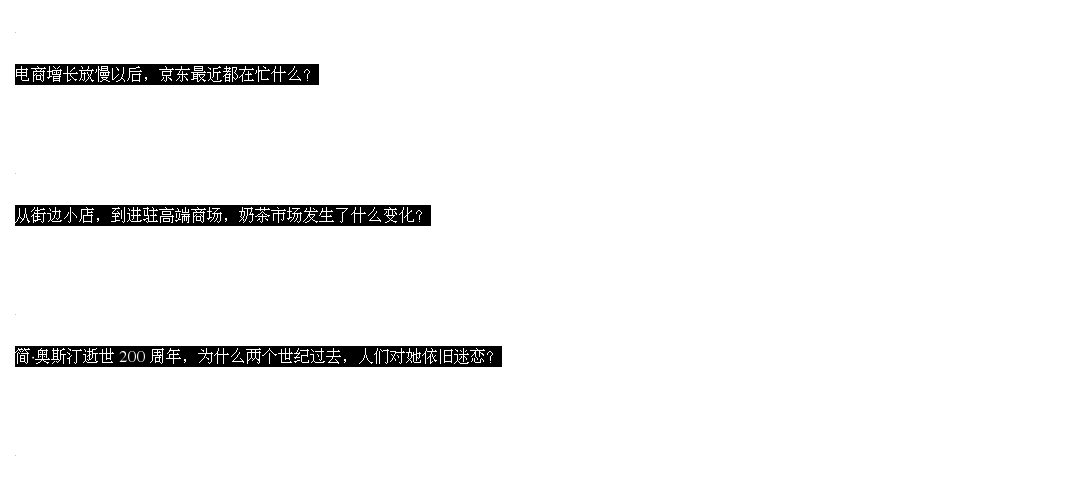 电商增长放慢以后，京东最近都在忙什么？
从街边小店，到进驻高端商场，奶茶市场发生了什么变化？
简·奥斯汀逝世 200 周年，为什么两个世纪过去，人们对她依旧迷恋？